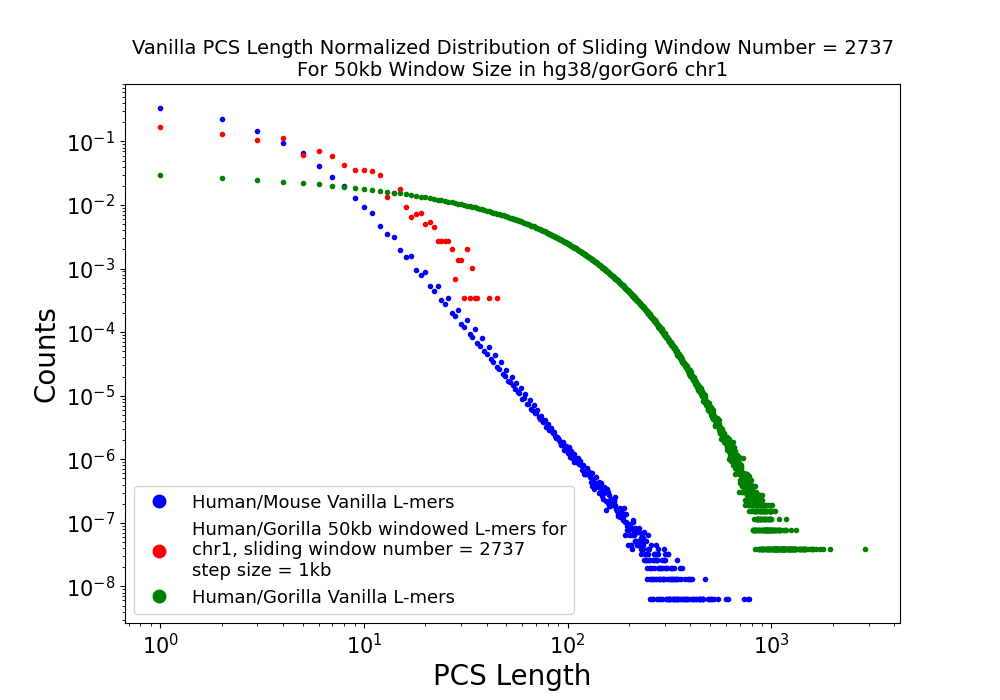 Vanilla PCS Length Normalized Distribution of Sliding Window Number = 2737
For 50kb Window Size in hg38/gorGor6 chr1
Counts
10⁻¹
10⁻²
10⁻³
10⁻⁴
10⁻⁵
10⁻⁶
10⁻⁷
10⁻⁸
Human/Mouse Vanilla L-mers
Human/Gorilla 50kb windowed L-mers for
chr1, sliding window number = 2737
step size = 1kb
Human/Gorilla Vanilla L-mers
10⁰ 10¹ 10² 10³
PCS Length